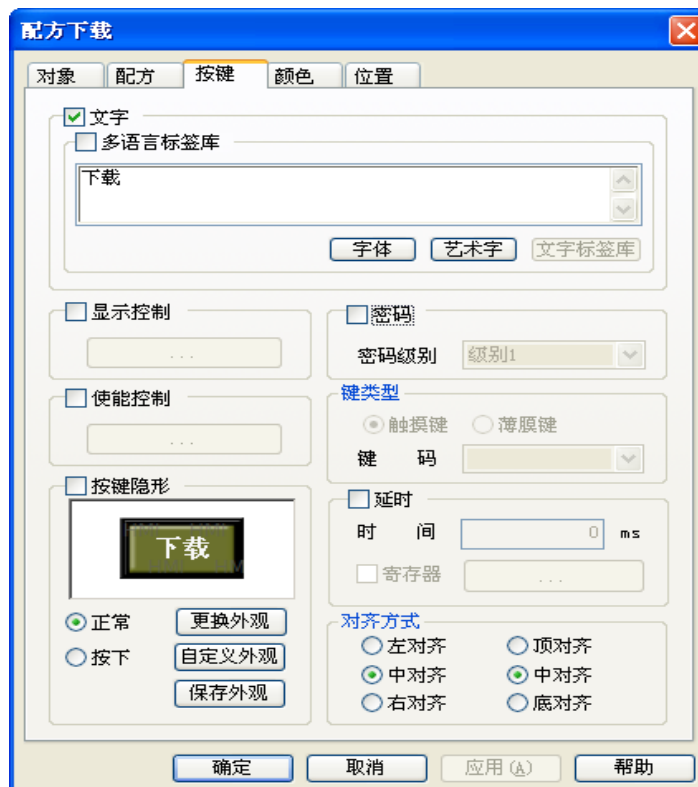 配方下载
对象 配方 按键 颜色 位置
文字
多语言标签库
下载
字体 艺术字 文字标签库
显示控制
...
密码
密码级别 级别1
使能控制
...
键类型
触摸键 薄膜键
键 码
按键隐形
下载
正常 更换外观
按下 自定义外观
保存外观
延时
时 间 0 ms
寄存器 ...
对齐方式
左对齐 顶对齐
中对齐 中对齐
右对齐 底对齐
确定 取消 应用(A) 帮助